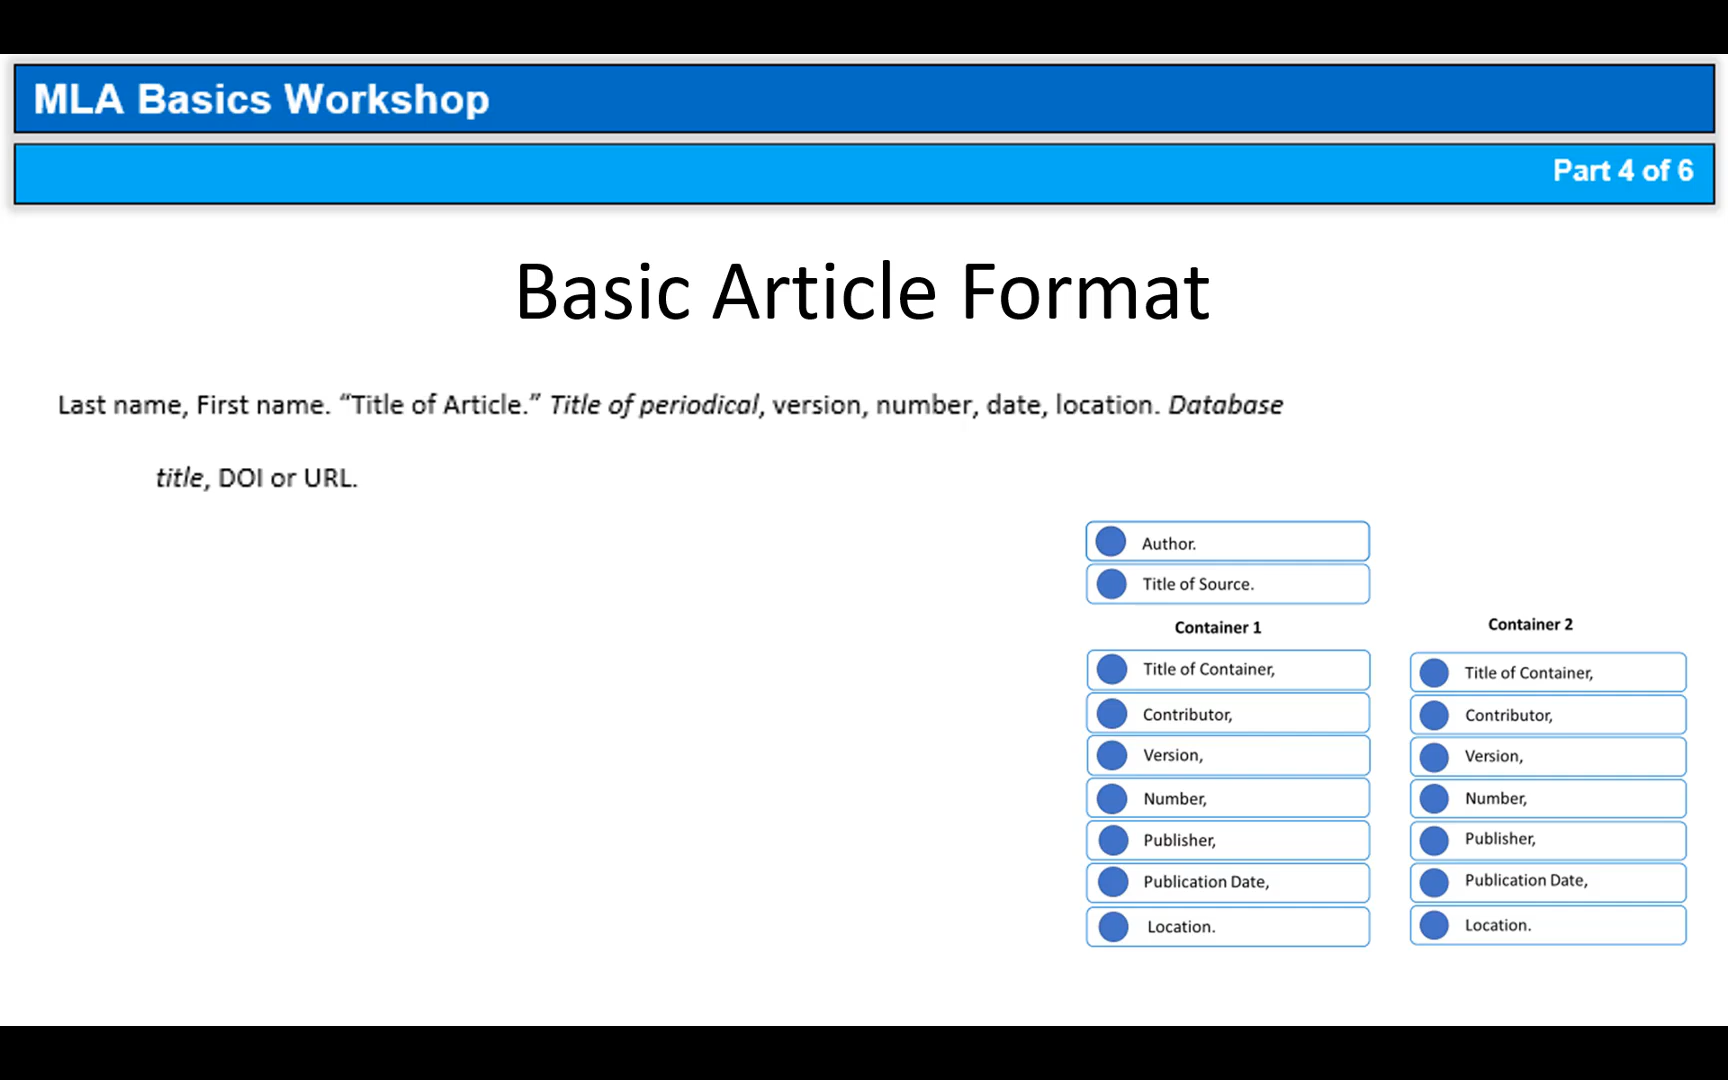 MLA Basics Workshop
Part 4 of 6
Basic Article Format
Last name, First name. “Title of Article.” Title of periodical, version, number, date, location. Database
title, DOI or URL.
Author.
Title of Source.
Container 1
Title of Container,
Contributor,
Version,
Number,
Publisher,
Publication Date,
Location.
Container 2
Title of Container,
Contributor,
Version,
Number,
Publisher,
Publication Date,
Location.